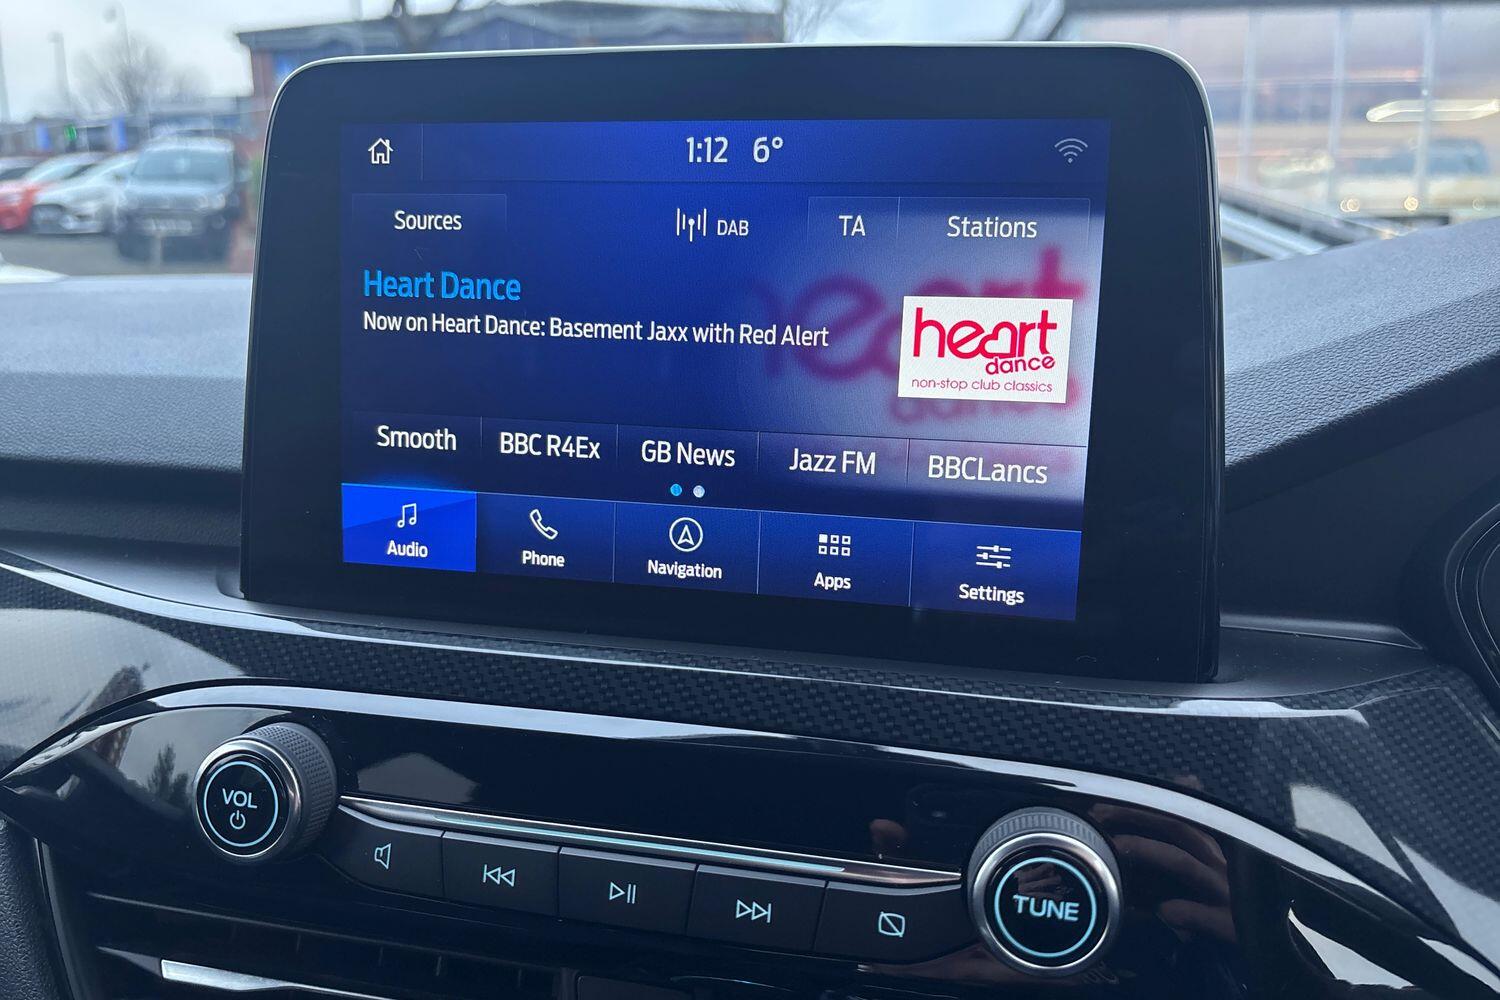 1:12 6°
Sources
DAB
TA
Stations
Heart Dance
Now on Heart Dance: Basement Jaxx with Red Alert
heart
dance
non-stop club classics
Smooth
BBC R4Ex
GB News
Jazz FM
BBCLancs
Audio
Phone
Navigation
Apps
Settings
VOL
TUNE